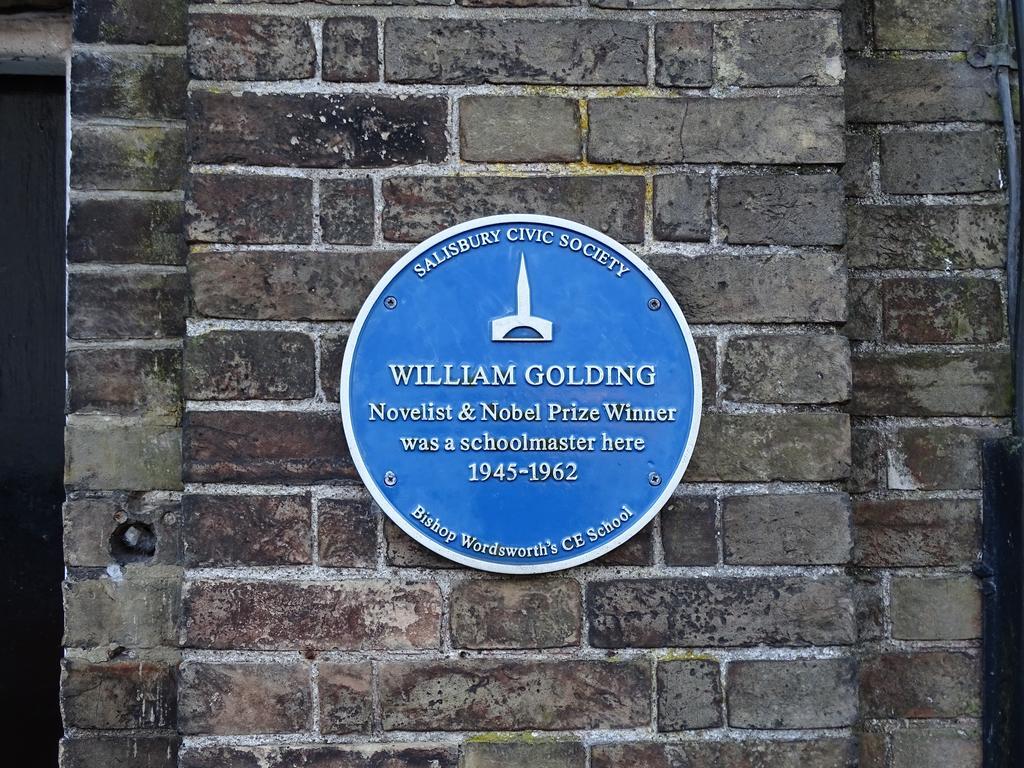 SALISBURY CIVIC SOCIETY
WILLIAM GOLDING
Novelist & Nobel Prize Winner
was a schoolmaster here
1945-1962
Bishop Wordsworth's CE School